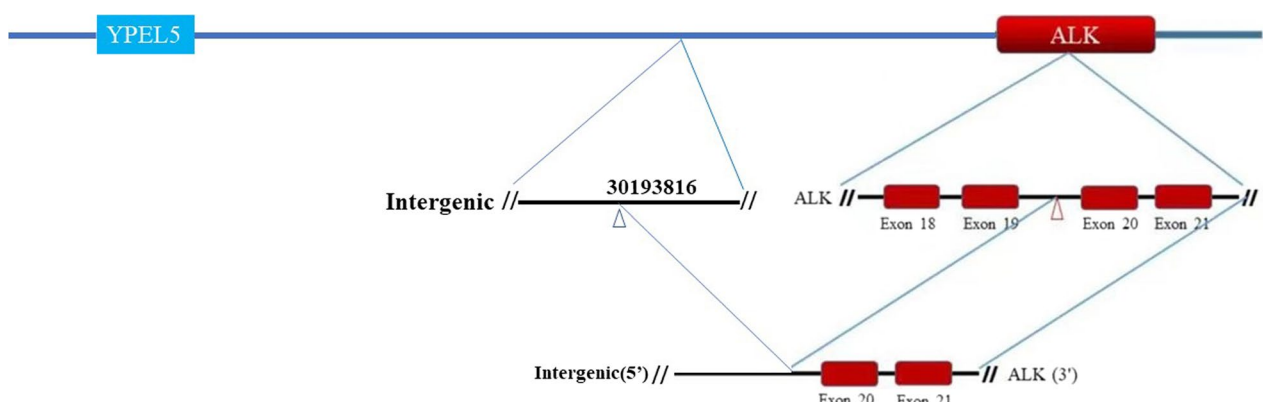 YPEL5
ALK
30193816
Intergenic //
//
ALK //
//
Exon 18
Exon 19
Exon 20
Exon 21
Intergenic(5’) //
// ALK (3')
Exon 20
Exon 21